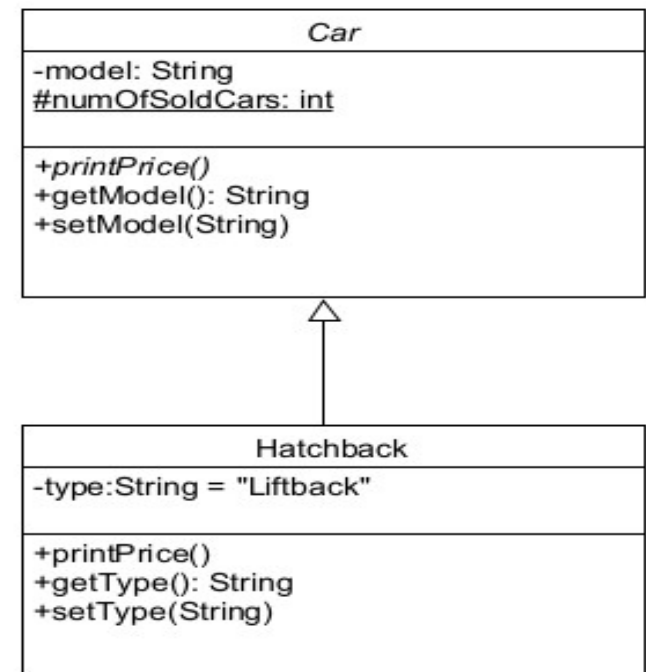 Car
-model: String
#numOfSoldCars: int
+printPrice()
+getModel(): String
+setModel(String)
Hatchback
-type:String = "Liftback"
+printPrice()
+getType(): String
+setType(String)